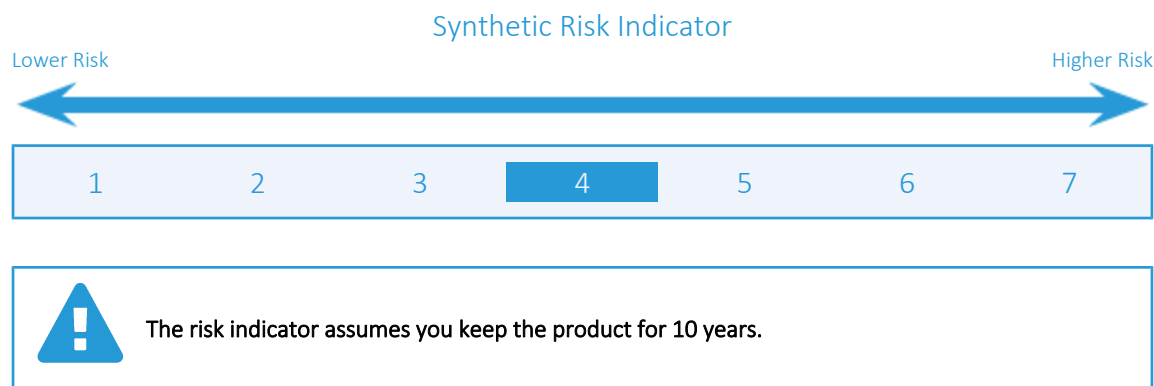 Synthetic Risk Indicator
Lower Risk Higher Risk
1 2 3 4 5 6 7
The risk indicator assumes you keep the product for 10 years.